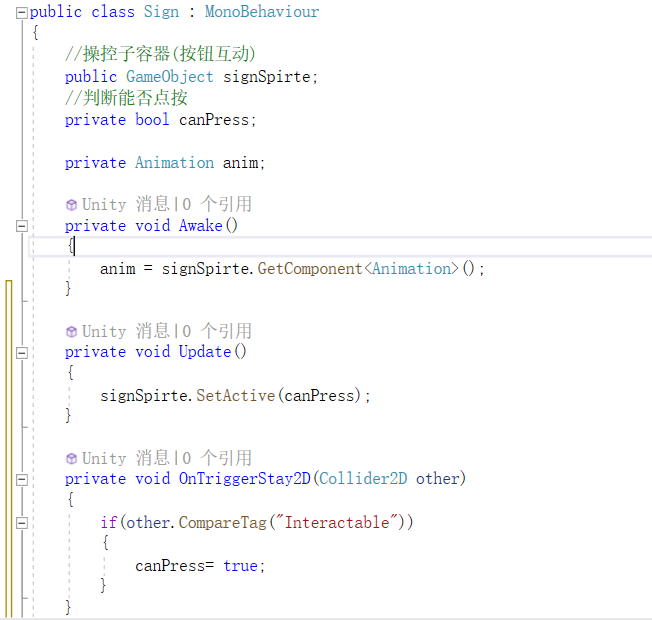 public class Sign : MonoBehaviour
{
//操控子容器(按钮互动)
public GameObject signSpirte;
//判断能否点按
private bool canPress;
private Animation anim;
Unity 消息|0 个引用
private void Awake()
{
anim = signSpirte.GetComponent<Animation>();
}
Unity 消息|0 个引用
private void Update()
{
signSpirte.SetActive(canPress);
}
Unity 消息|0 个引用
private void OnTriggerStay2D(Collider2D other)
{
if(other.CompareTag("Interactable"))
{
canPress= true;
}
}